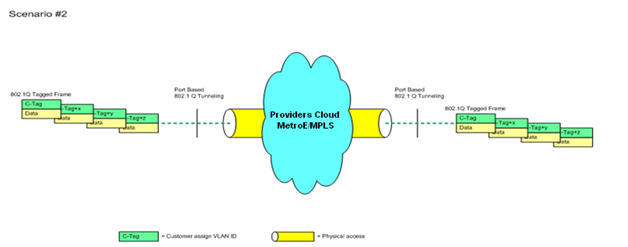 Scenario #2
802.1Q Tagged Frame
C-Tag
C-Tag+x
C-Tag+y
C-Tag+z
Data
Data
Data
Data
Port Based
802.1 Q Tunneling
Providers Cloud
MetroE/MPLS
Port Based
802.1 Q Tunneling
802.1Q Tagged Frame
C-Tag
C-Tag+x
C-Tag+y
C-Tag+z
Data
Data
Data
Data
C-Tag = Customer assign VLAN ID
= Physical access